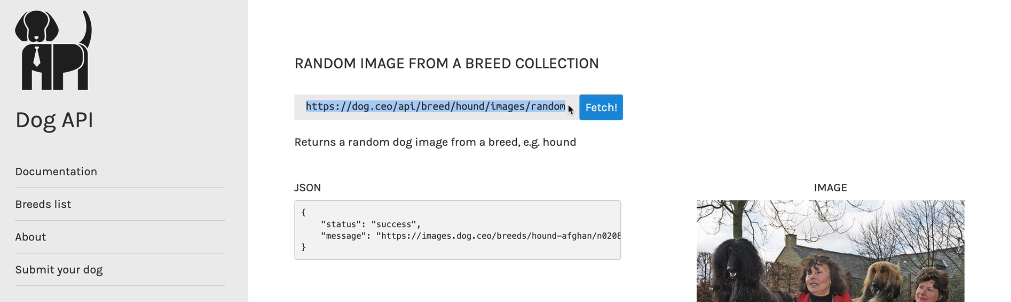 API
Dog API
Documentation
Breeds list
About
Submit your dog
RANDOM IMAGE FROM A BREED COLLECTION
https://dog.ceo/api/breed/hound/images/random
Fetch!
Returns a random dog image from a breed, e.g. hound
JSON
{
"status": "success",
"message": "https://images.dog.ceo/breeds/hound-afghan/n0208
}
IMAGE